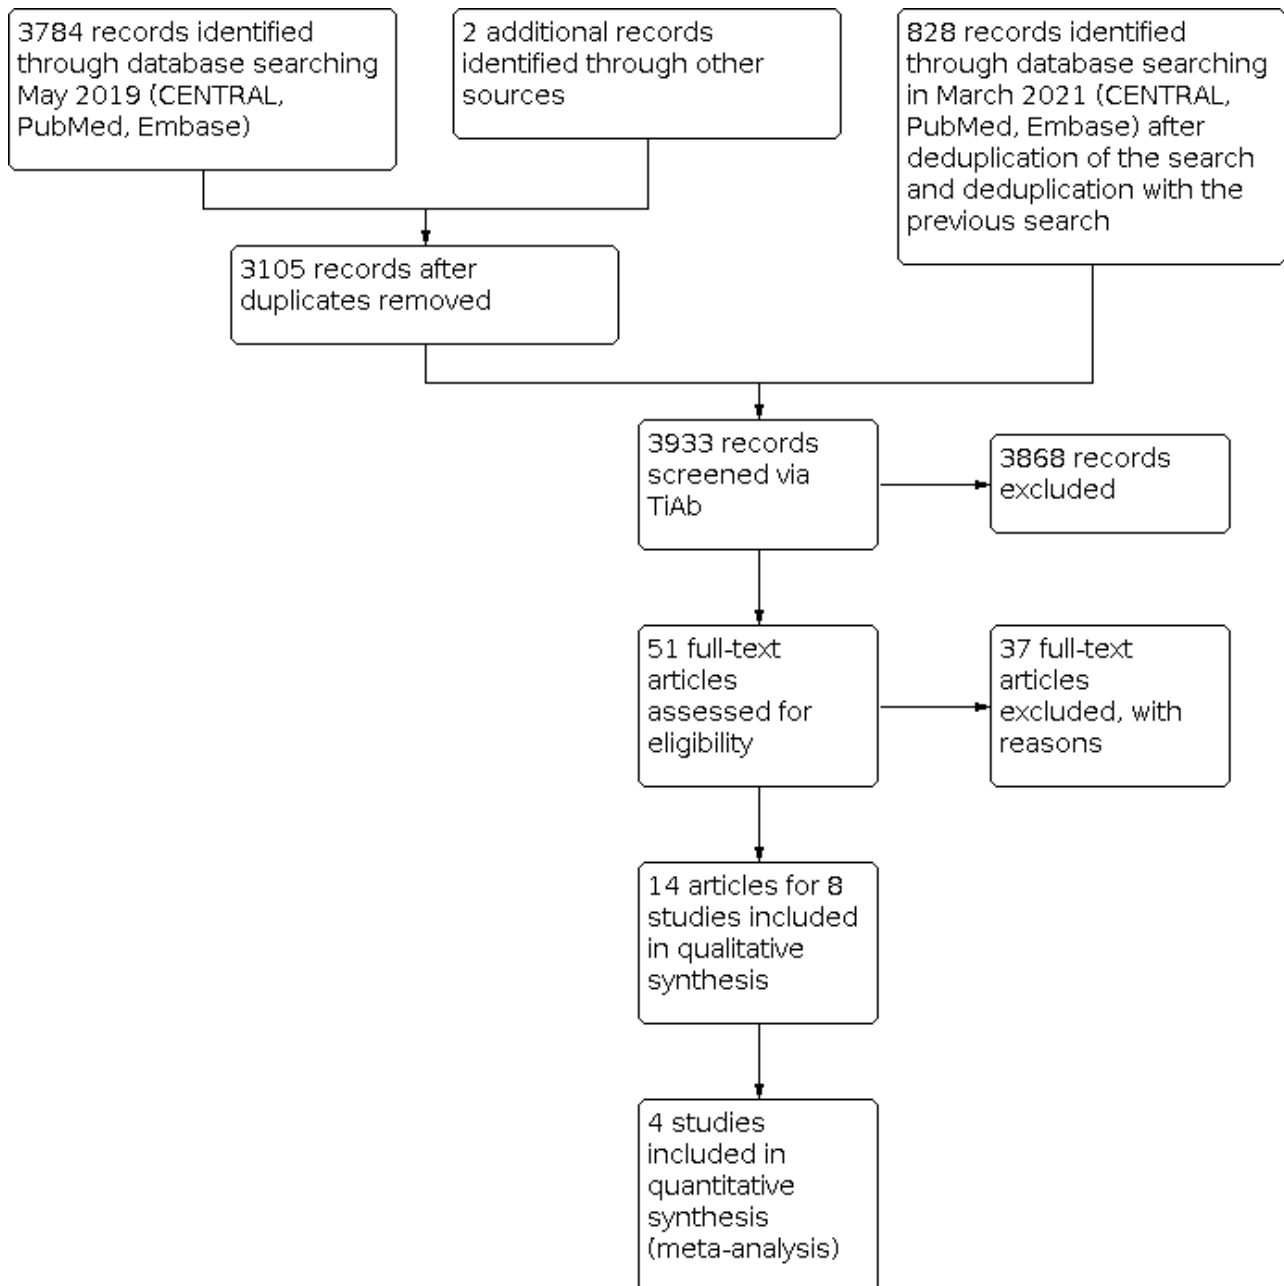 3784 records identified
through database searching
May 2019 (CENTRAL,
PubMed, Embase)
2 additional records
identified through other
sources
828 records identified
through database searching
in March 2021 (CENTRAL,
PubMed, Embase) after
deduplication of the search
and deduplication with the
previous search
3105 records after
duplicates removed
3933 records
screened via
TiAb
3868 records
excluded
51 full-text
articles
assessed for
eligibility
37 full-text
articles
excluded, with
reasons
14 articles for 8
studies included
in qualitative
synthesis
4 studies
included in
quantitative
synthesis
(meta-analysis)